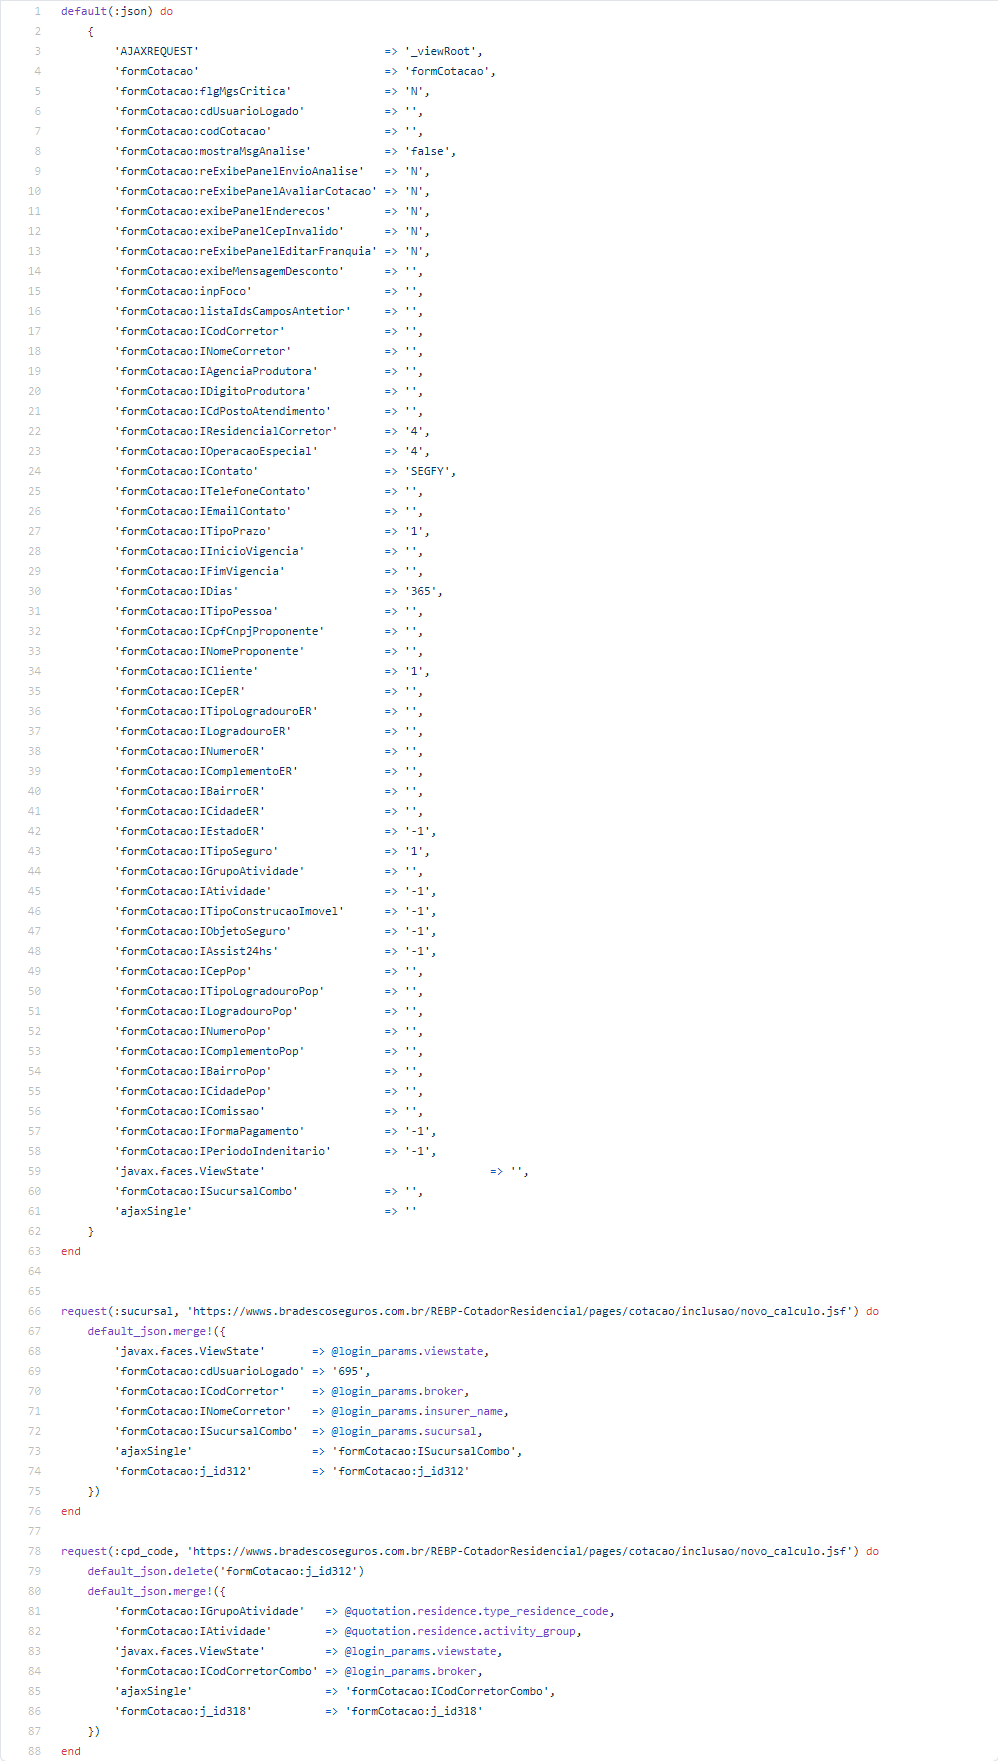 1 default(:json) do
2 {
3 'AJAXREQUEST' => '_viewRoot',
4 'formCotacao' => 'formCotacao',
5 'formCotacao:flgMgsCritica' => 'N',
6 'formCotacao:cdUsuarioLogado' => '',
7 'formCotacao:codCotacao' => '',
8 'formCotacao:mostraMsgAnalise' => 'false',
9 'formCotacao:reExibePanelEnvioAnalise' => 'N',
10 'formCotacao:reExibePanelAvaliarCotacao' => 'N',
11 'formCotacao:exibePanelEnderecos' => 'N',
12 'formCotacao:exibePanelCepInvalido' => 'N',
13 'formCotacao:reExibePanelEditarFranquia' => 'N',
14 'formCotacao:exibeMensagemDesconto' => '',
15 'formCotacao:inpFoco' => '',
16 'formCotacao:listaIdsCamposAntetior' => '',
17 'formCotacao:ICodCorretor' => '',
18 'formCotacao:INomeCorretor' => '',
19 'formCotacao:IAgenciaProdutora' => '',
20 'formCotacao:IDigitoProdutora' => '',
21 'formCotacao:ICdPostoAtendimento' => '',
22 'formCotacao:IResidencialCorretor' => '4',
23 'formCotacao:IOperacaoEspecial' => '4',
24 'formCotacao:IContato' => 'SEGFY',
25 'formCotacao:ITelefoneContato' => '',
26 'formCotacao:IEmailContato' => '',
27 'formCotacao:ITipoPrazo' => '1',
28 'formCotacao:IInicioVigencia' => '',
29 'formCotacao:IFimVigencia' => '',
30 'formCotacao:IDias' => '365',
31 'formCotacao:ITipoPessoa' => '',
32 'formCotacao:ICpfCnpjProponente' => '',
33 'formCotacao:INomeProponente' => '',
34 'formCotacao:ICliente' => '1',
35 'formCotacao:ICepER' => '',
36 'formCotacao:ITipoLogradouroER' => '',
37 'formCotacao:ILogradouroER' => '',
38 'formCotacao:INumeroER' => '',
39 'formCotacao:IComplementoER' => '',
40 'formCotacao:IBairroER' => '',
41 'formCotacao:ICidadeER' => '',
42 'formCotacao:IEstadoER' => '-1',
43 'formCotacao:ITipoSeguro' => '1',
44 'formCotacao:IGrupoAtividade' => '',
45 'formCotacao:IAtividade' => '-1',
46 'formCotacao:ITipoConstrucaoImovel' => '-1',
47 'formCotacao:IObjetoSeguro' => '-1',
48 'formCotacao:IAssist24hs' => '-1',
49 'formCotacao:ICepPop' => '',
50 'formCotacao:ITipoLogradouroPop' => '',
51 'formCotacao:ILogradouroPop' => '',
52 'formCotacao:INumeroPop' => '',
53 'formCotacao:IComplementoPop' => '',
54 'formCotacao:IBairroPop' => '',
55 'formCotacao:ICidadePop' => '',
56 'formCotacao:IComissao' => '',
57 'formCotacao:IFormaPagamento' => '-1',
58 'formCotacao:IPeriodoIndenitario' => '-1',
59 'javax.faces.ViewState' => '',
60 'formCotacao:ISucursalCombo' => '',
61 'ajaxSingle' => ''
62 }
63 end
64
65
66 request(:sucursal, 'https://wwws.bradescoseguros.com.br/REBP-CotadorResidencial/pages/cotacao/inclusao/novo_calculo.jsf') do
67 default_json.merge!({
68 'javax.faces.ViewState' => @login_params.viewstate,
69 'formCotacao:cdUsuarioLogado' => '695',
70 'formCotacao:ICodCorretor' => @login_params.broker,
71 'formCotacao:INomeCorretor' => @login_params.insurer_name,
72 'formCotacao:ISucursalCombo' => @login_params.sucursal,
73 'ajaxSingle' => 'formCotacao:ISucursalCombo',
74 'formCotacao:j_id312' => 'formCotacao:j_id312'
75 })
76 end
77
78 request(:cpd_code, 'https://wwws.bradescoseguros.com.br/REBP-CotadorResidencial/pages/cotacao/inclusao/novo_calculo.jsf') do
79 default_json.delete('formCotacao:j_id312')
80 default_json.merge!({
81 'formCotacao:IGrupoAtividade' => @quotation.residence.type_residence_code,
82 'formCotacao:IAtividade' => @quotation.residence.activity_group,
83 'javax.faces.ViewState' => @login_params.viewstate,
84 'formCotacao:ICodCorretorCombo' => @login_params.broker,
85 'ajaxSingle' => 'formCotacao:ICodCorretorCombo',
86 'formCotacao:j_id318' => 'formCotacao:j_id318'
87 })
88 end